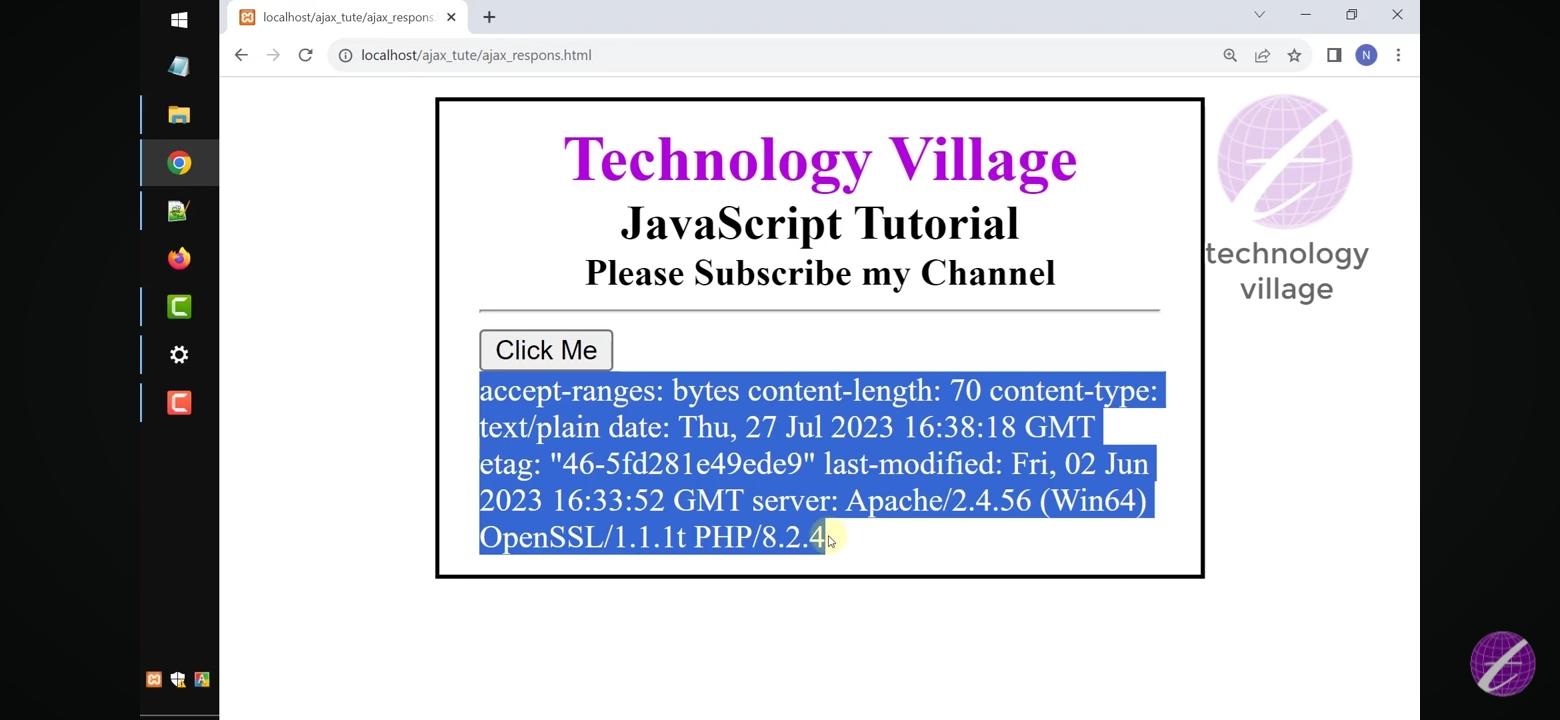 localhost/ajax_tute/ajax_respons.
localhost/ajax_tute/ajax_respons.html
N
Technology Village
JavaScript Tutorial
Please Subscribe my Channel
technology
village
Click Me
accept-ranges: bytes content-length: 70 content-type:
text/plain date: Thu, 27 Jul 2023 16:38:18 GMT
etag: "46-5fd281e49ede9" last-modified: Fri, 02 Jun
2023 16:33:52 GMT server: Apache/2.4.56 (Win64)
OpenSSL/1.1.1t PHP/8.2.4